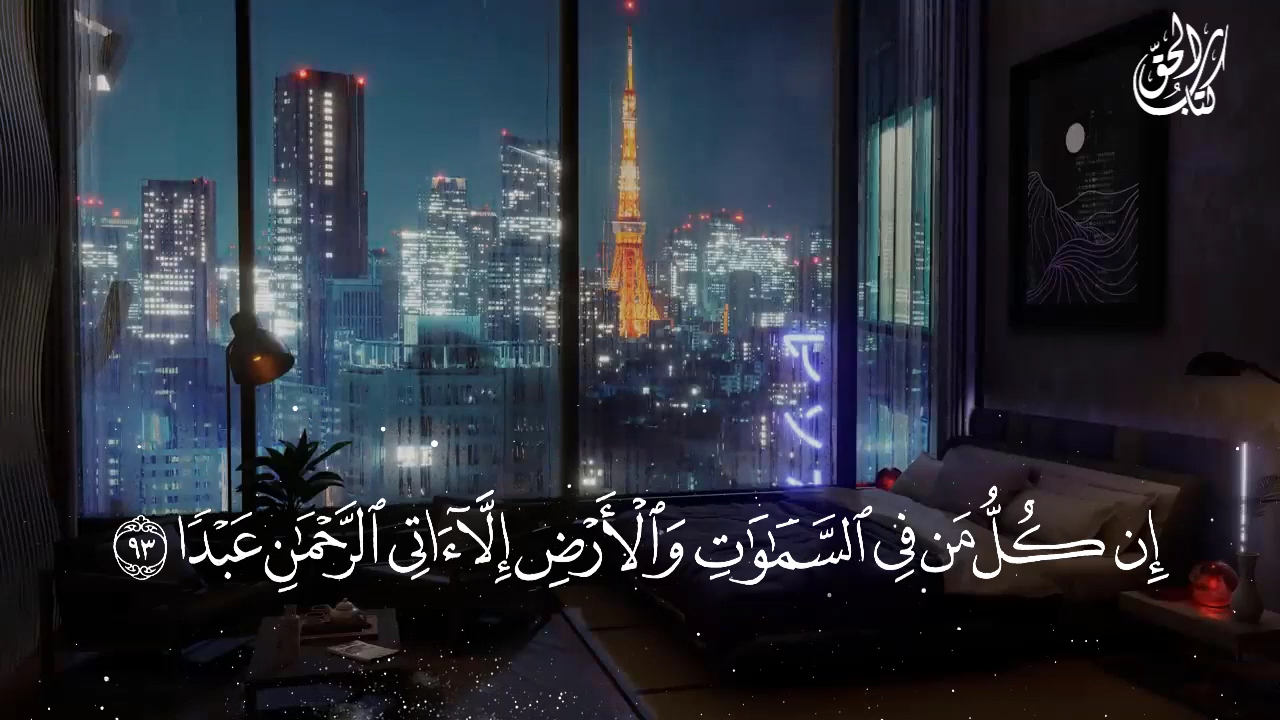 كتاب الحق
إِن كُلُّ مَن فِي ٱلسَّمَٰوَٰتِ وَٱلْأَرْضِ إِلَّآ ءَاتِي ٱلرَّحْمَٰنِ عَبْدًا ٩٣